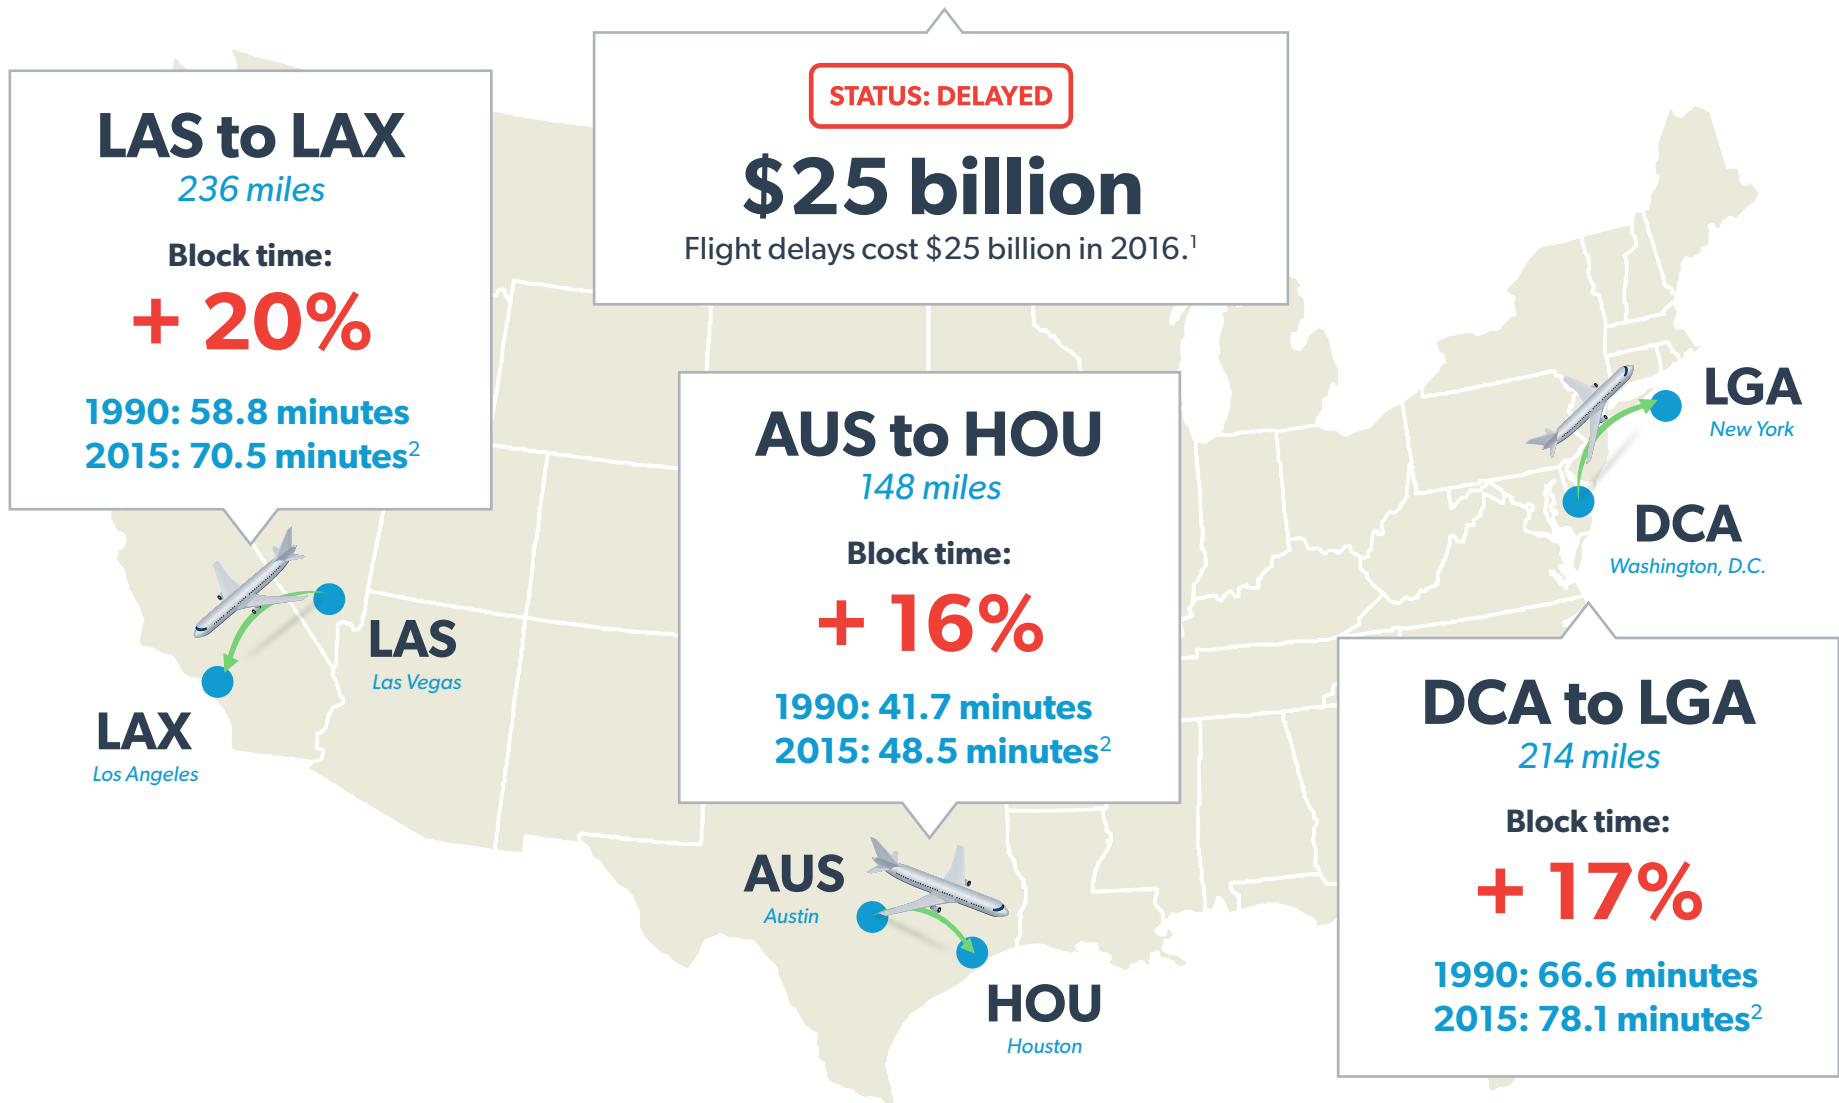 LAS to LAX
236 miles
Block time:
+ 20%
1990: 58.8 minutes
2015: 70.5 minutes²
STATUS: DELAYED
$25 billion
Flight delays cost $25 billion in 2016.¹
AUS to HOU
148 miles
Block time:
+ 16%
1990: 41.7 minutes
2015: 48.5 minutes²
LGA
New York
DCA
Washington, D.C.
DCA to LGA
214 miles
Block time:
+ 17%
1990: 66.6 minutes
2015: 78.1 minutes²
LAS
Las Vegas
LAX
Los Angeles
AUS
Austin
HOU
Houston